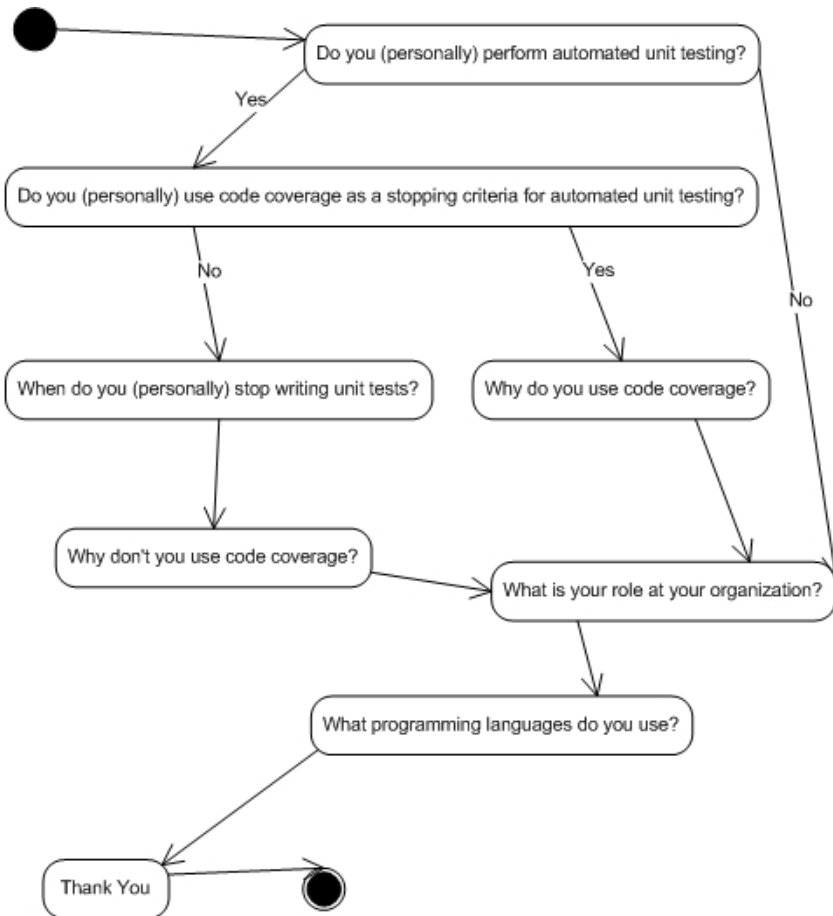 Do you (personally) perform automated unit testing?
Yes
Do you (personally) use code coverage as a stopping criteria for automated unit testing?
No
Yes
No
When do you (personally) stop writing unit tests?
Why do you use code coverage?
Why don't you use code coverage?
What is your role at your organization?
What programming languages do you use?
Thank You